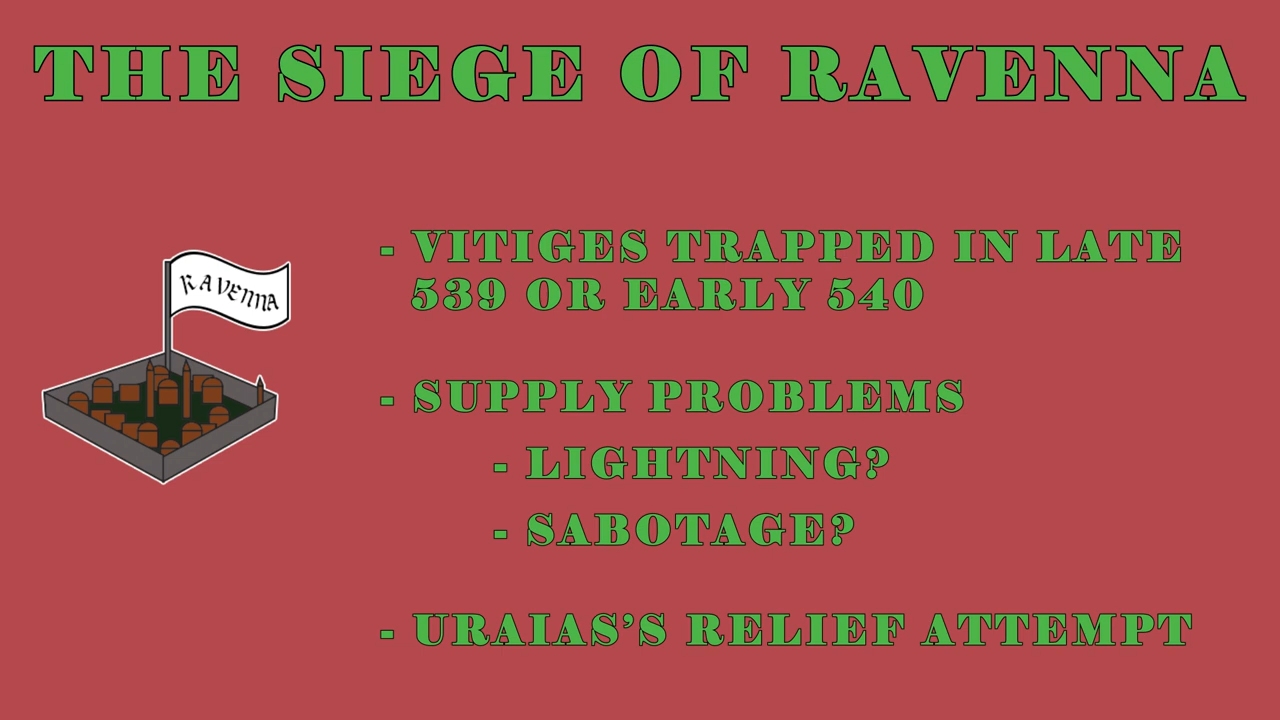 THE SIEGE OF RAVENNA
RAVENNA
- VITIGES TRAPPED IN LATE
539 OR EARLY 540
- SUPPLY PROBLEMS
- LIGHTNING?
- SABOTAGE?
- URAIAS’S RELIEF ATTEMPT